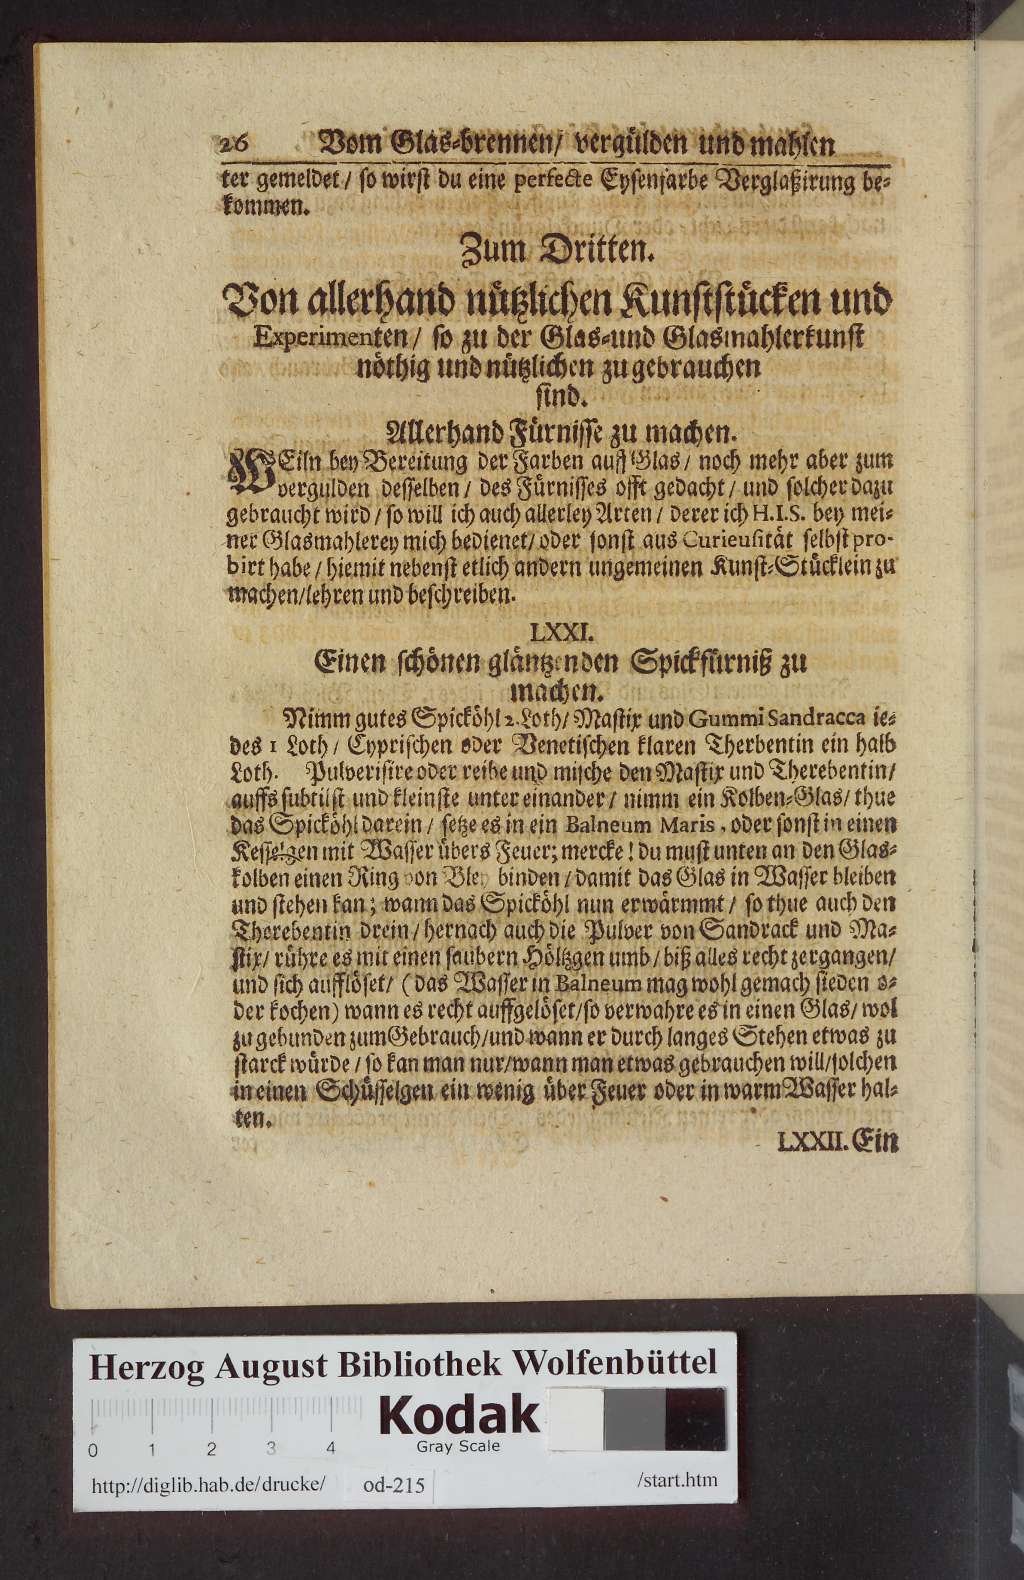 26 Vom Glas-brennen/ vergülden und mahlen
ter gemeldet/ so wirst du eine perfecte Eysenfarbe Verglaßirung be-
kommen.
Zum Dritten.
Von allerhand nützlichen Kunststücken und
Experimenten/ so zu der Glas-und Glasmahlerkunst
nöthig und nützlichen zu gebrauchen
sind.
Allerhand Fürnisse zu machen.
WEiln bey Bereitung der Farben auff Glas/ noch mehr aber zum
vergulden desselben/ des Fürnisses offt gedacht/ und solcher dazu
gebraucht wird/ so will ich auch allerley Arten/ derer ich H.I.S. bey mei-
ner Glasmahlerey mich bedienet/ oder sonst aus Curieusität selbst pro-
birt habe/ hiemit nebenst etlich andern ungemeinen Kunst-Stücklein zu
machen/ lehren und beschreiben.
LXXI.
Einen schönen gläntzenden Spickfürniß zu
machen.
Nimm gutes Spicköhl 2. Loth/ Mastix und Gummi Sandracca ie-
des 1 Loth/ Cyprischen oder Venetischen klaren Therbentin ein halb
Loth. Pulverisire oder reibe und mische den Mastix und Therebentin/
auffs subtilst und kleinste unter einander/ nimm ein Kolben-Glas/ thue
das Spicköhl darein/ setze es in ein Balneum Maris, oder sonst in einen
Kesselgen mit Wasser übers Feuer; mercke! du must unten an den Glas-
kolben einen Ring von Bley binden/ damit das Glas in Wasser bleiben
und stehen kan; wann das Spicköhl nun erwärmmt/ so thue auch den
Therebentin drein/ hernach auch die Pulver von Sandrack und Ma-
stix/ rühre es mit einen saubern Höltzgen umb/ biß alles recht zergangen/
und sich aufflöset/ (das Wasser in Balneum mag wohl gemach sieden o-
der kochen) wann es recht auffgelöset/ so verwahre es in einen Glas/ wol
zu gebunden zum Gebrauch/ und wann er durch langes Stehen etwas zu
starck würde/ so kan man nur/ wann man etwas gebrauchen will/ solchen
in einen Schüsselgen ein wenig über Feuer oder in warm Wasser hal-
ten.
LXXII. Ein
Herzog August Bibliothek Wolfenbüttel
Kodak
Gray Scale
0 1 2 3 4
http://diglib.hab.de/drucke/ od-215 /start.htm